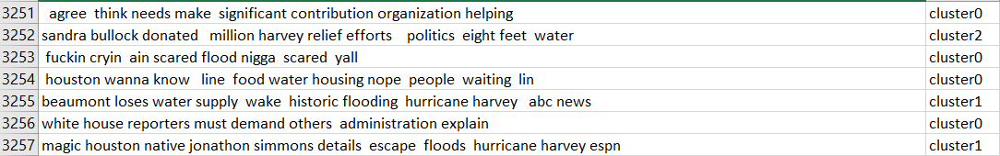 3251 agree think needs make significant contribution organization helping cluster0
3252 sandra bullock donated million harvey relief efforts politics eight feet water cluster2
3253 fuckin cryin ain scared flood nigga scared yall cluster0
3254 houston wanna know line food water housing nope people waiting lin cluster0
3255 beaumont loses water supply wake historic flooding hurricane harvey abc news cluster1
3256 white house reporters must demand others administration explain cluster0
3257 magic houston native jonathon simmons details escape floods hurricane harvey espn cluster1